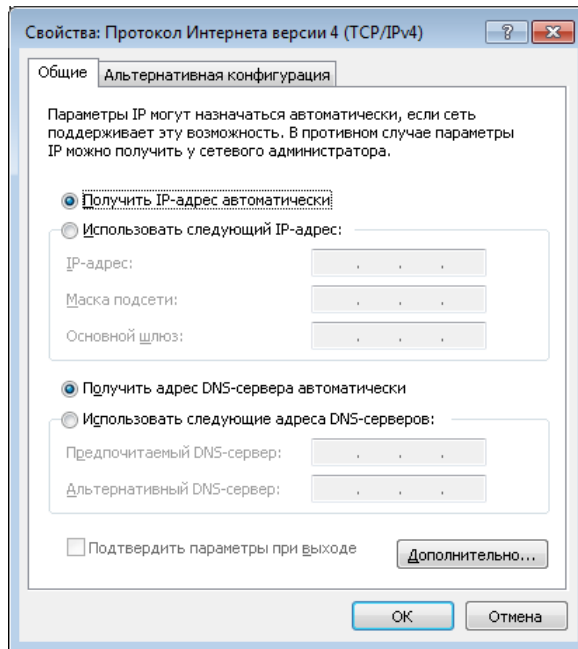 Свойства: Протокол Интернета версии 4 (TCP/IPv4)
Общие
Альтернативная конфигурация
Параметры IP могут назначаться автоматически, если сеть
поддерживает эту возможность. В противном случае параметры
IP можно получить у сетевого администратора.
Получить IP-адрес автоматически
Использовать следующий IP-адрес:
IP-адрес:
Маска подсети:
Основной шлюз:
Получить адрес DNS-сервера автоматически
Использовать следующие адреса DNS-серверов:
Предпочитаемый DNS-сервер:
Альтернативный DNS-сервер:
Подтвердить параметры при выходе
Дополнительно...
ОК
Отмена